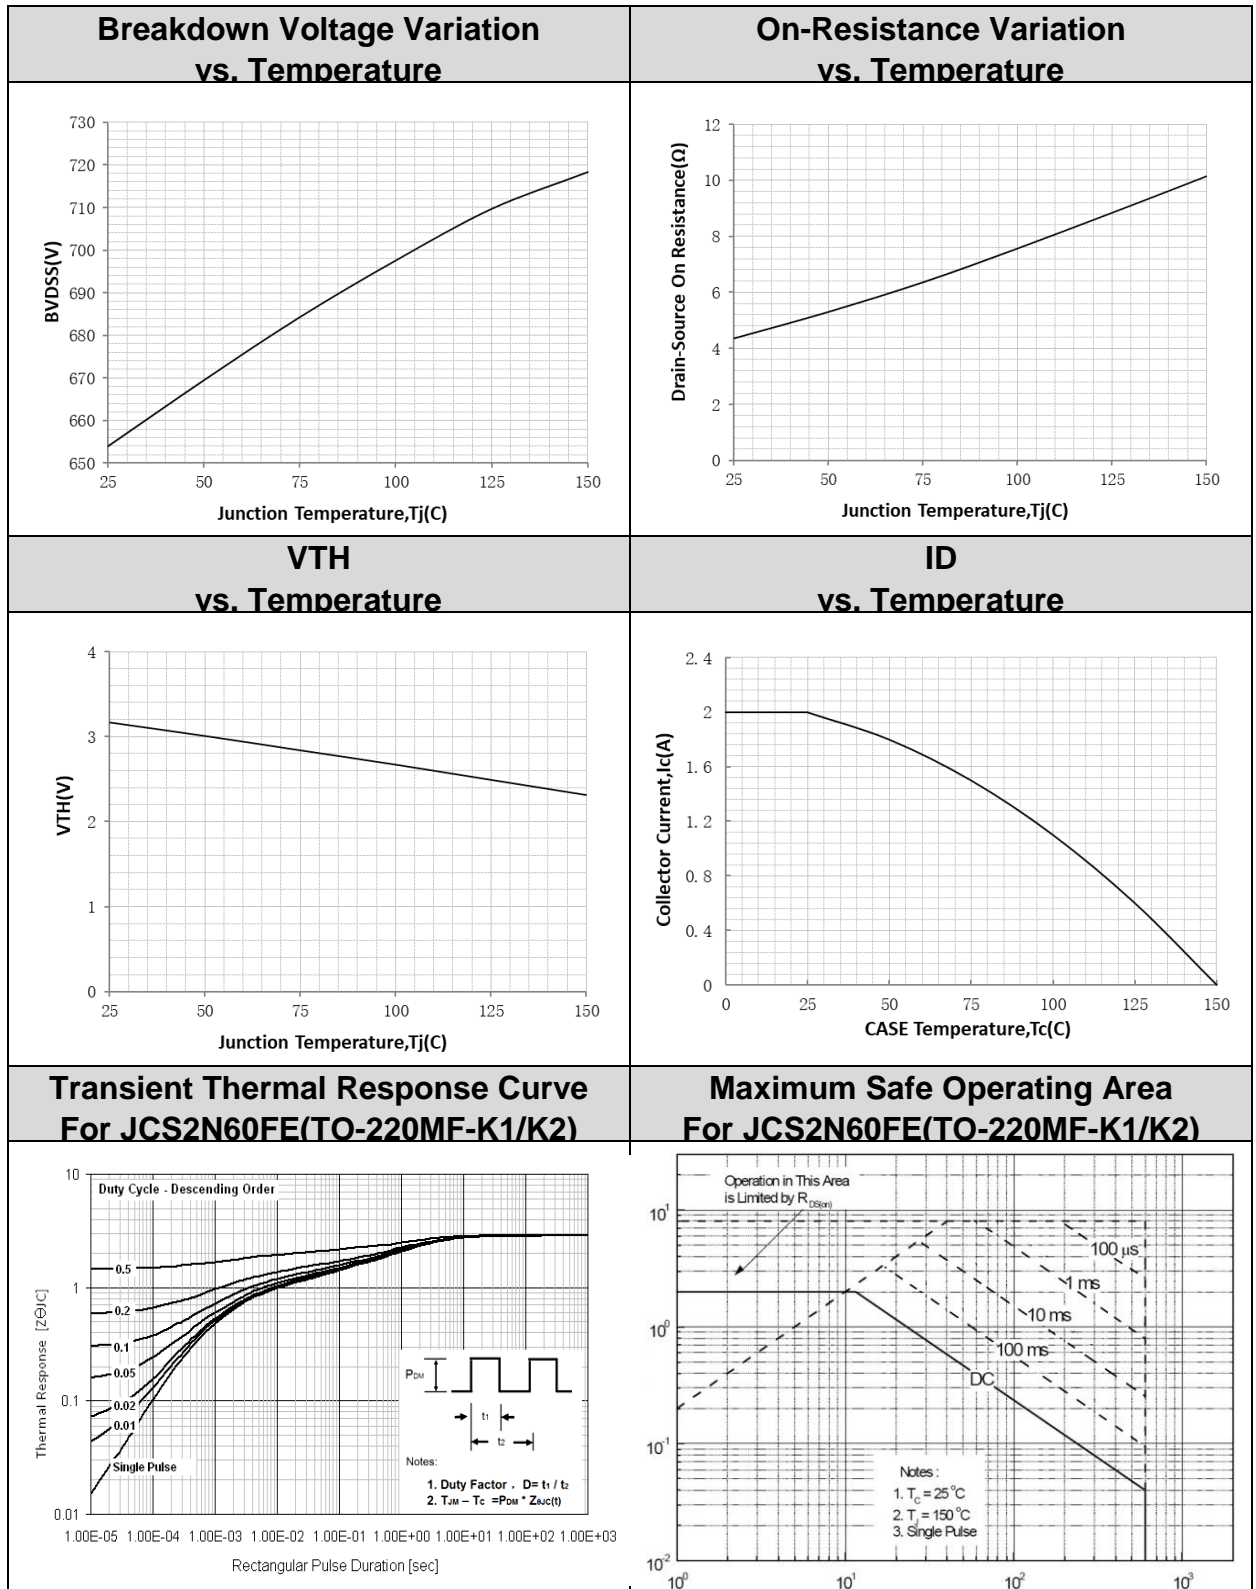 Breakdown Voltage Variation
vs. Temperature
On-Resistance Variation
vs. Temperature
730
720
710
700
690
680
670
660
650
25
50
75
100
125
150
BVDSS(V)
Junction Temperature,Tj(C)
12
10
8
6
4
2
0
25
50
75
100
125
150
Drain-Source On Resistance(Ω)
Junction Temperature,Tj(C)
VTH
vs. Temperature
ID
vs. Temperature
4
3
2
1
0
25
50
75
100
125
150
VTH(V)
Junction Temperature,Tj(C)
2.4
2
1.6
1.2
0.8
0.4
0
0
25
50
75
100
125
150
Collector Current,Ic(A)
CASE Temperature,Tc(C)
Transient Thermal Response Curve
For JCS2N60FE(TO-220MF-K1/K2)
Maximum Safe Operating Area
For JCS2N60FE(TO-220MF-K1/K2)
10
1
0.1
0.01
Thermal Response [ZΘJC]
Duty Cycle - Descending Order
0.5
0.2
0.1
0.05
0.02
0.01
Single Pulse
PDM
t1
t2
Notes:
1. Duty Factor , D= t1 / t2
2. TJM – TC =PDM * ZθJC(t)
1.00E-05
1.00E-04
1.00E-03
1.00E-02
1.00E-01
1.00E+00
1.00E+01
1.00E+02
1.00E+03
Rectangular Pulse Duration [sec]
Operation in This Area
is Limited by RDS(on)
10¹
10⁰
10⁻¹
10⁻²
100 µs
1 ms
10 ms
100 ms
DC
Notes :
1. TC = 25 °C
2. TJ = 150 °C
3. Single Pulse
10⁰
10¹
10²
10³